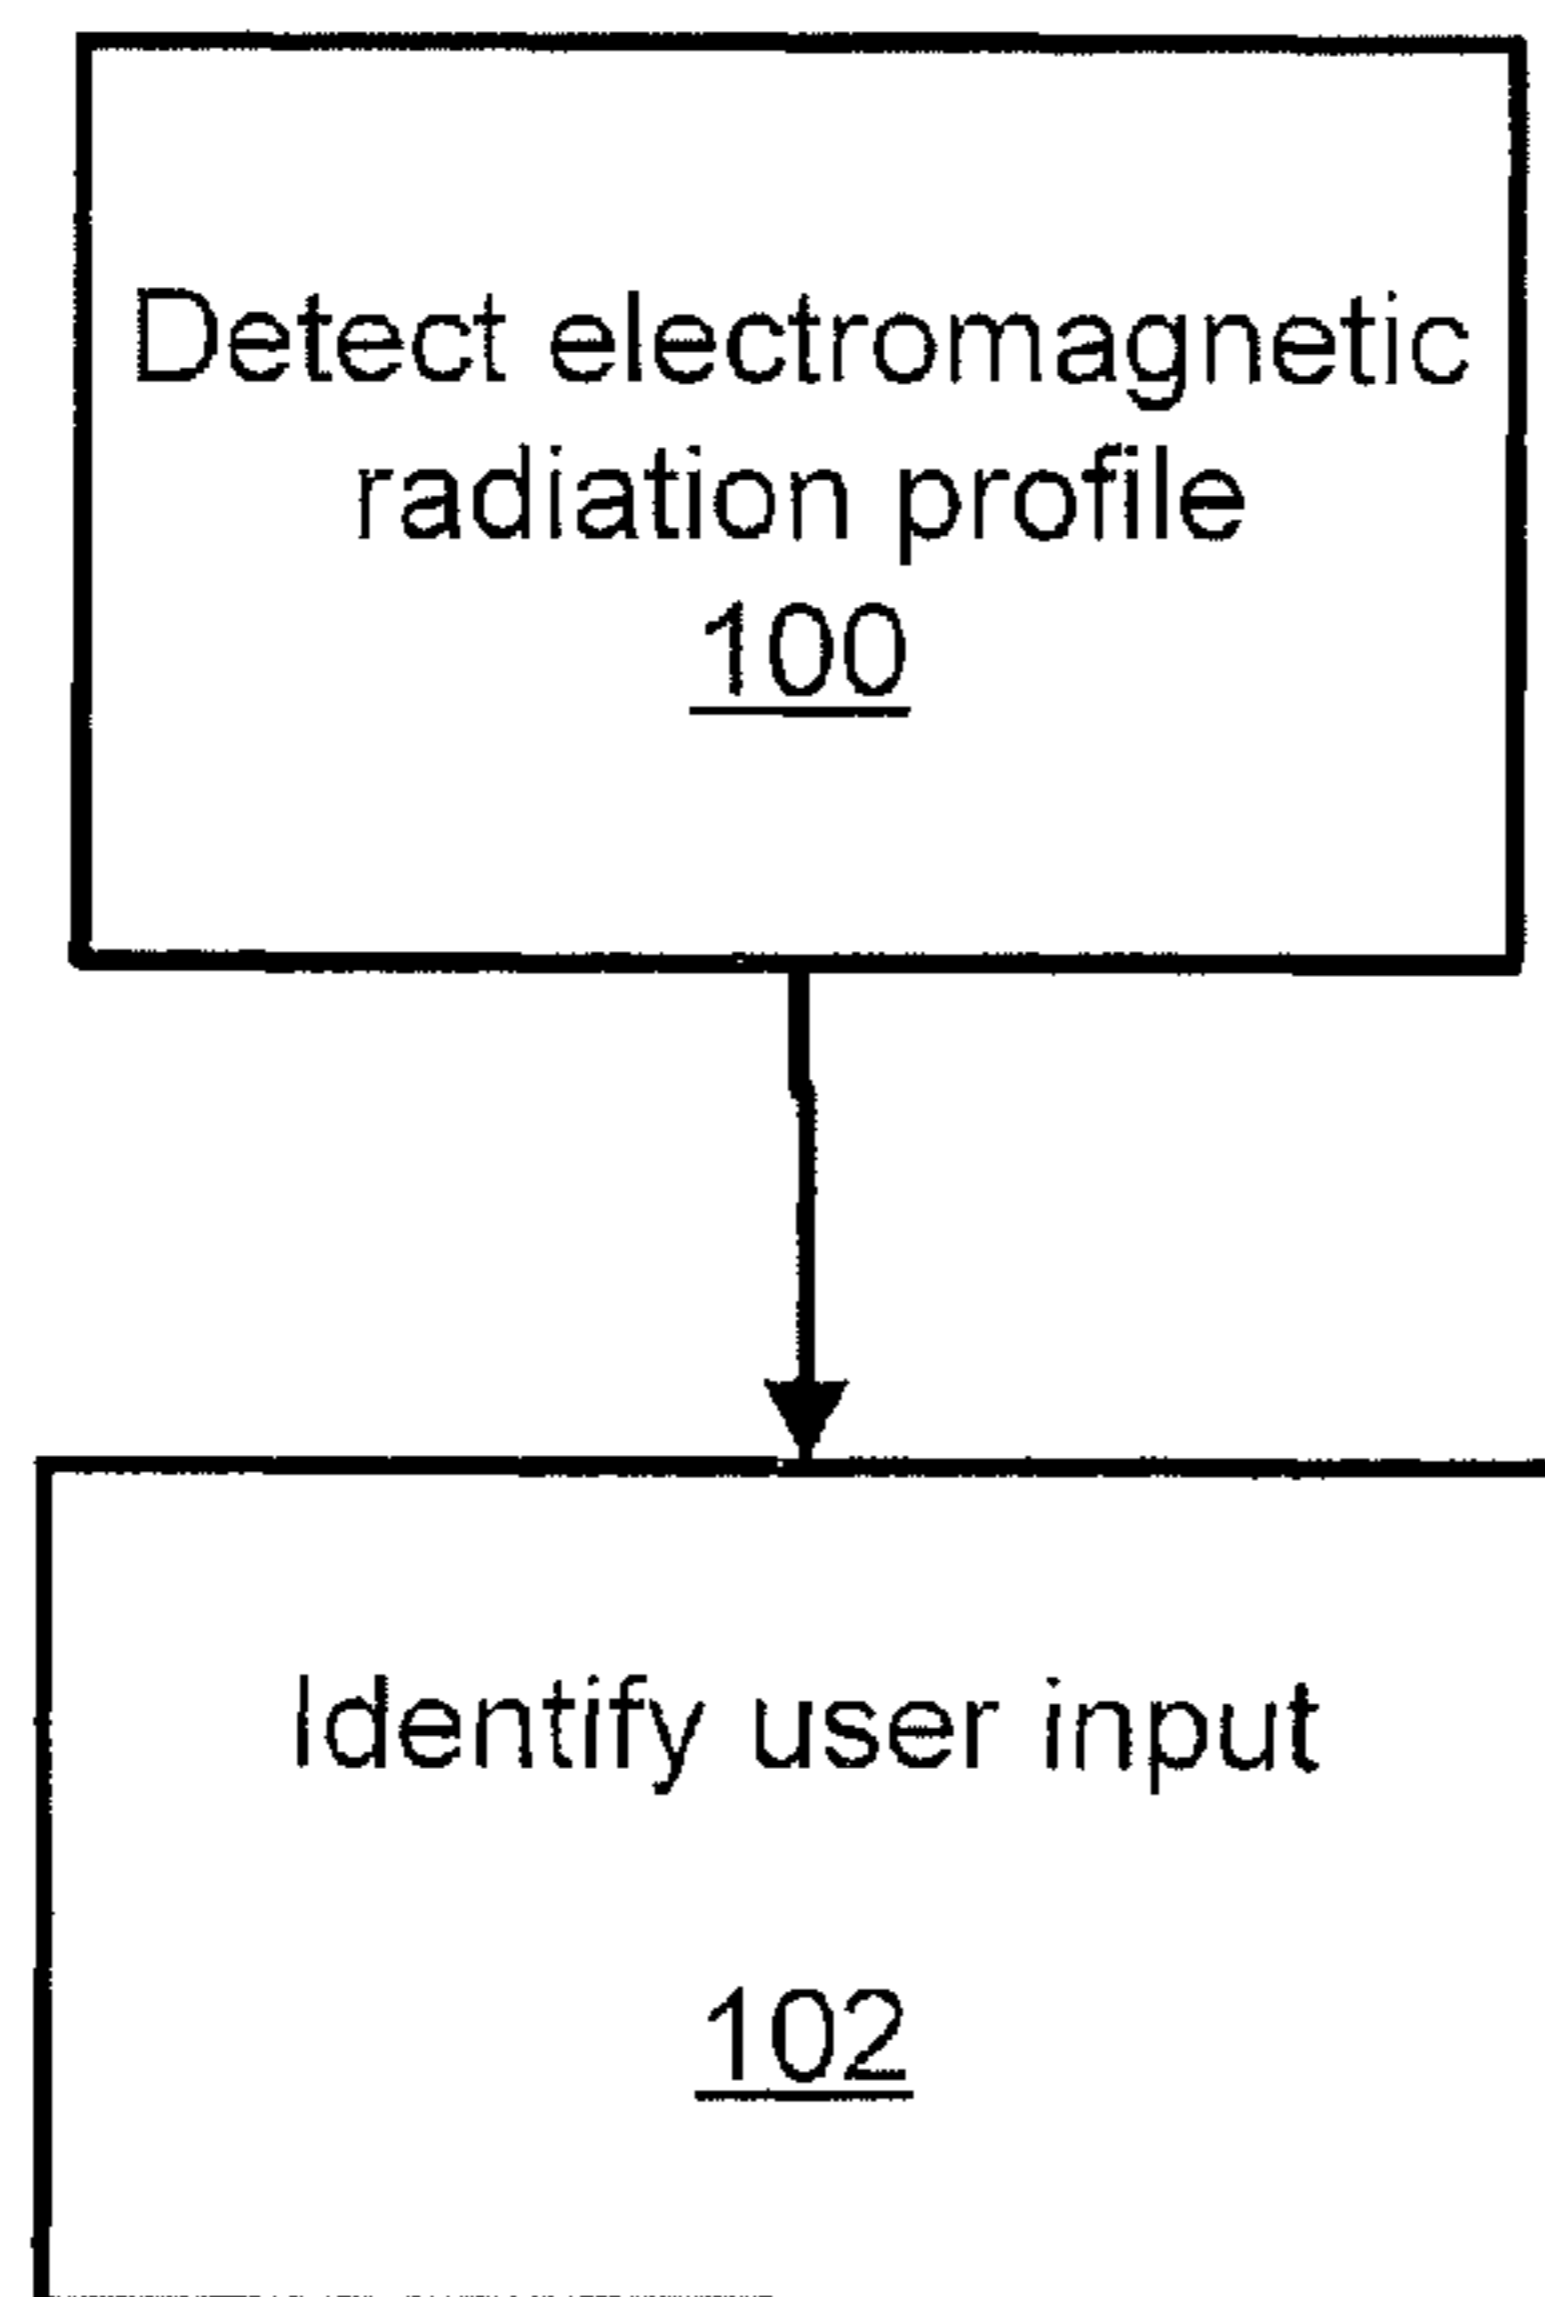 Detect electromagnetic
radiation profile
100
Identify user input
102